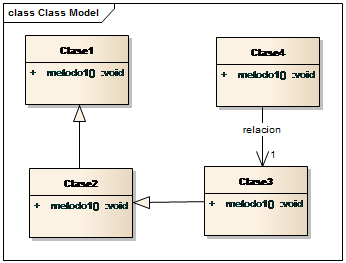 class Class Model
Clase1
+ metodo1() :void
Clase4
+ metodo1() :void
relacion
1
Clase2
+ metodo1() :void
Clase3
+ metodo1() :void